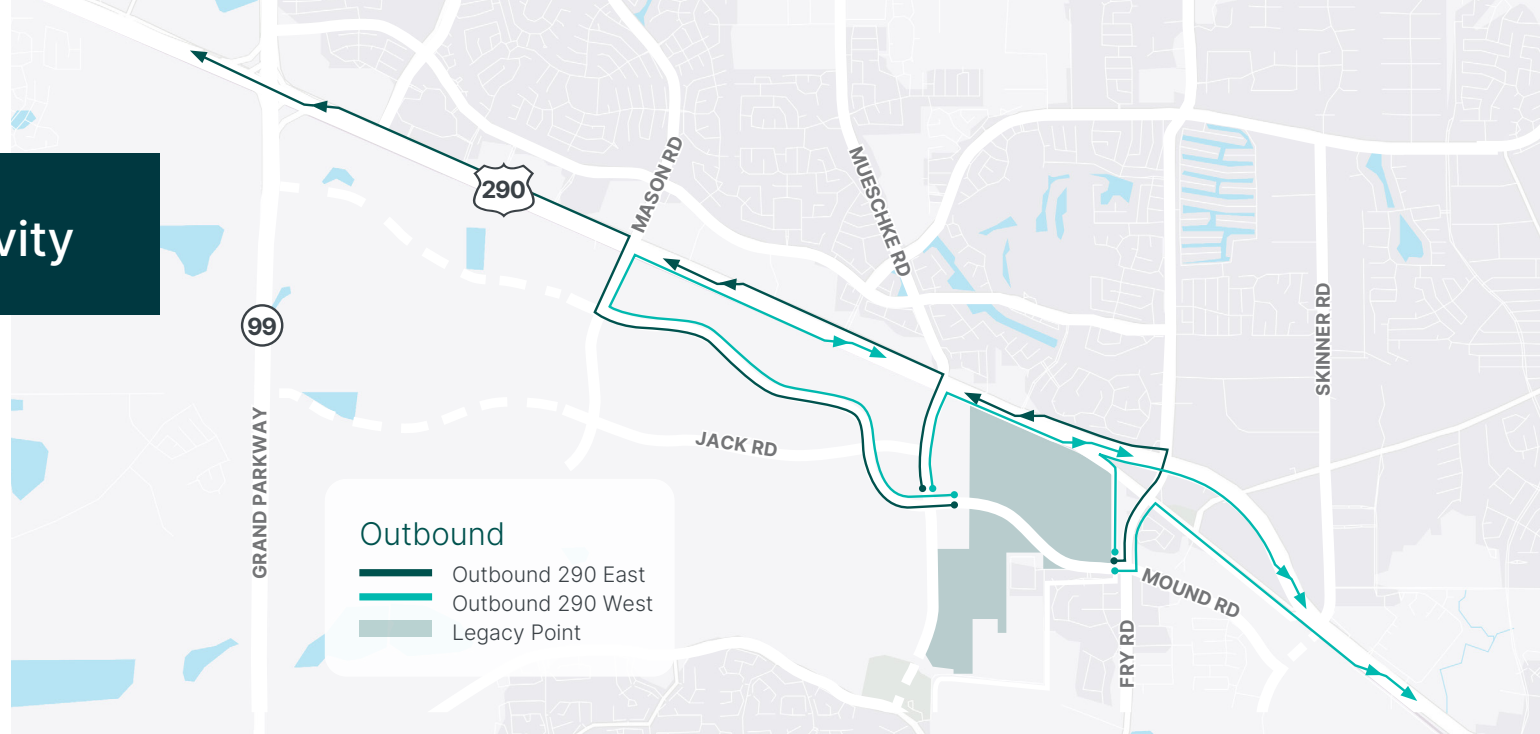 vity
290
MASON RD
MUESCHKE RD
SKINNER RD
99
GRAND PARKWAY
JACK RD
MOUND RD
FRY RD
Outbound
Outbound 290 East
Outbound 290 West
Legacy Point